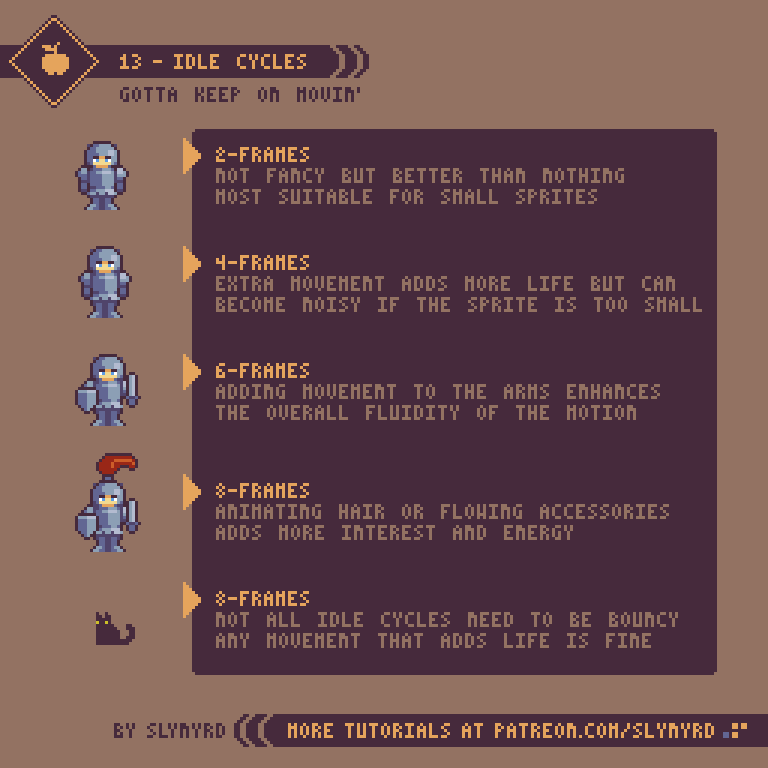 13 - IDLE CYCLES
GOTTA KEEP ON MOVIN'
2-FRAMES
NOT FANCY BUT BETTER THAN NOTHING
MOST SUITABLE FOR SMALL SPRITES
4-FRAMES
EXTRA MOVEMENT ADDS MORE LIFE BUT CAN
BECOME NOISY IF THE SPRITE IS TOO SMALL
6-FRAMES
ADDING MOVEMENT TO THE ARMS ENHANCES
THE OVERALL FLUIDITY OF THE MOTION
8-FRAMES
ANIMATING HAIR OR FLOWING ACCESSORIES
ADDS MORE INTEREST AND ENERGY
8-FRAMES
NOT ALL IDLE CYCLES NEED TO BE BOUNCY
ANY MOVEMENT THAT ADDS LIFE IS FINE
BY SLYNYRD
MORE TUTORIALS AT PATREON.COM/SLYNYRD